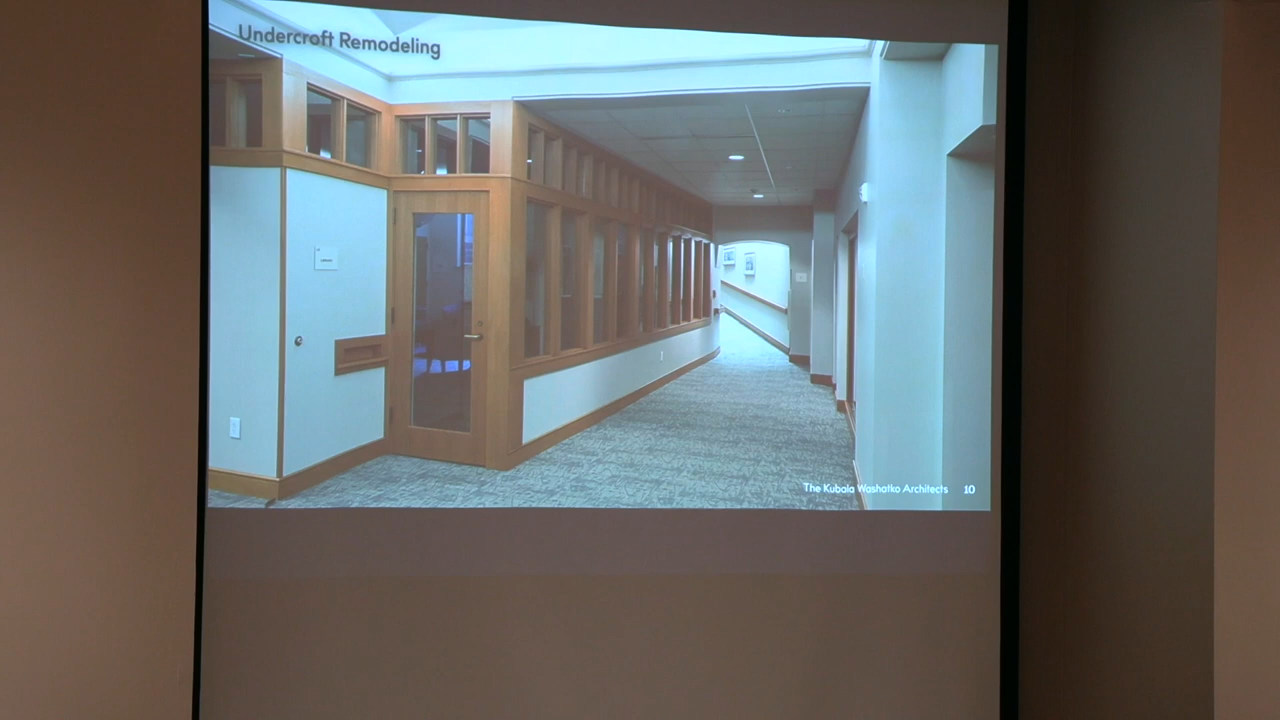 Undercroft Remodeling
The Kubala Washatko Architects 10